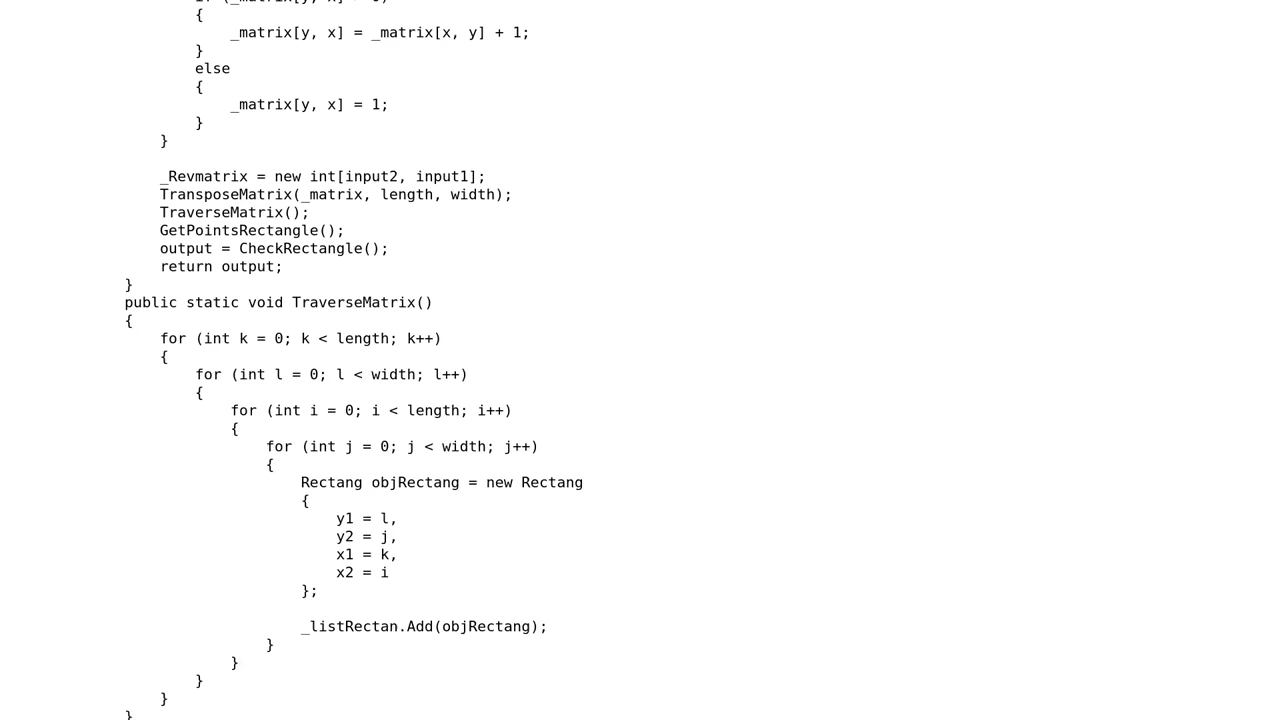 {
_matrix[y, x] = _matrix[x, y] + 1;
}
else
{
_matrix[y, x] = 1;
}
}
_Revmatrix = new int[input2, input1];
TransposeMatrix(_matrix, length, width);
TraverseMatrix();
GetPointsRectangle();
output = CheckRectangle();
return output;
}
public static void TraverseMatrix()
{
for (int k = 0; k < length; k++)
{
for (int l = 0; l < width; l++)
{
for (int i = 0; i < length; i++)
{
for (int j = 0; j < width; j++)
{
Rectang objRectang = new Rectang
{
y1 = l,
y2 = j,
x1 = k,
x2 = i
};
_listRectan.Add(objRectang);
}
}
}
}
}